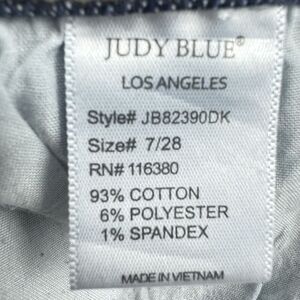 JUDY BLUE®
LOS ANGELES
Style# JB82390DK
Size# 7/28
RN# 116380
93% COTTON
6% POLYESTER
1% SPANDEX
MADE IN VIETNAM